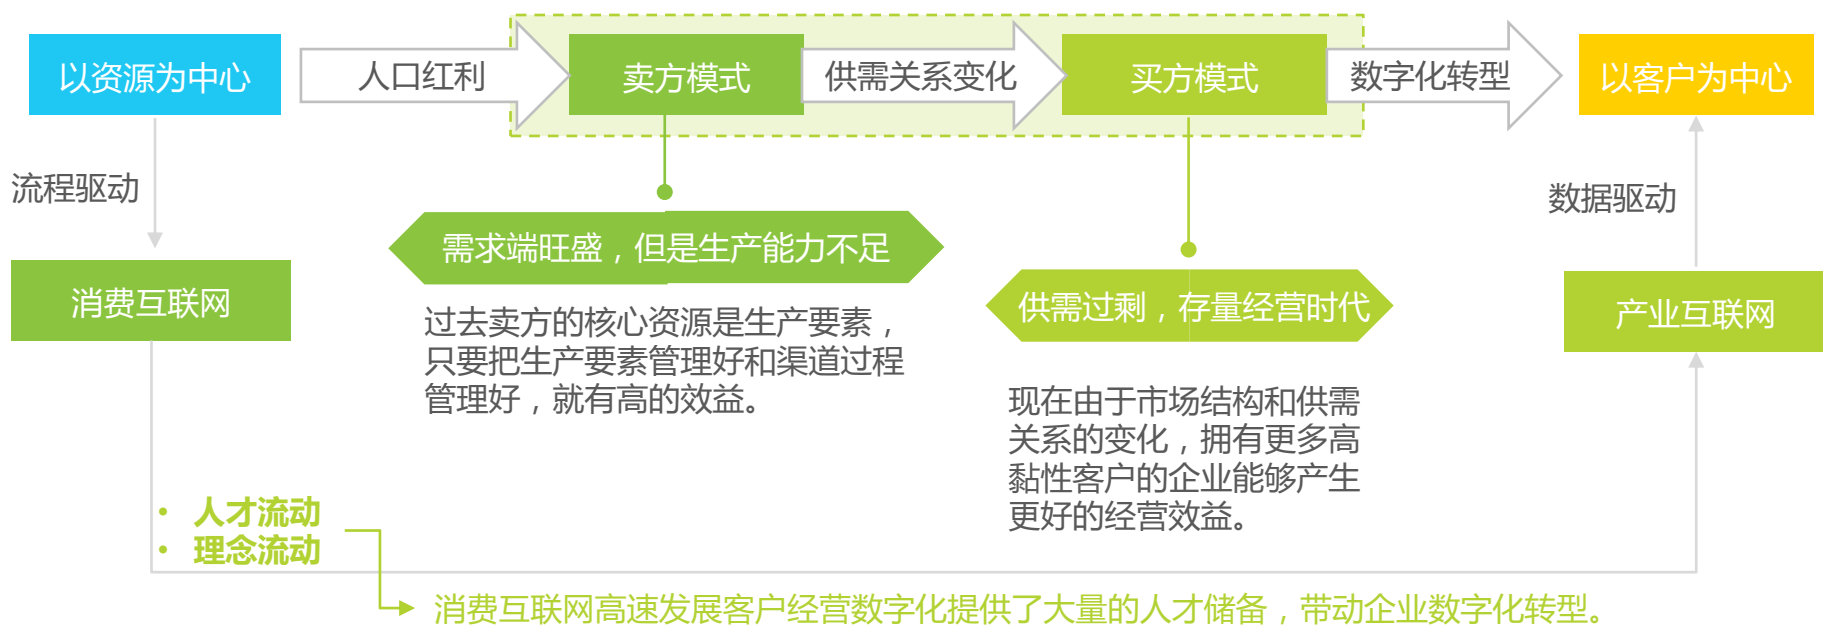 以资源为中心
人口红利
卖方模式
供需关系变化
买方模式
数字化转型
以客户为中心
流程驱动
数据驱动
消费互联网
需求端旺盛，但是生产能力不足
供需过剩，存量经营时代
产业互联网
过去卖方的核心资源是生产要素，
只要把生产要素管理好和渠道过程
管理好，就有高的效益。
现在由于市场结构和供需
关系的变化，拥有更多高
黏性客户的企业能够产生
更好的经营效益。
• 人才流动
• 理念流动
消费互联网高速发展客户经营数字化提供了大量的人才储备，带动企业数字化转型。